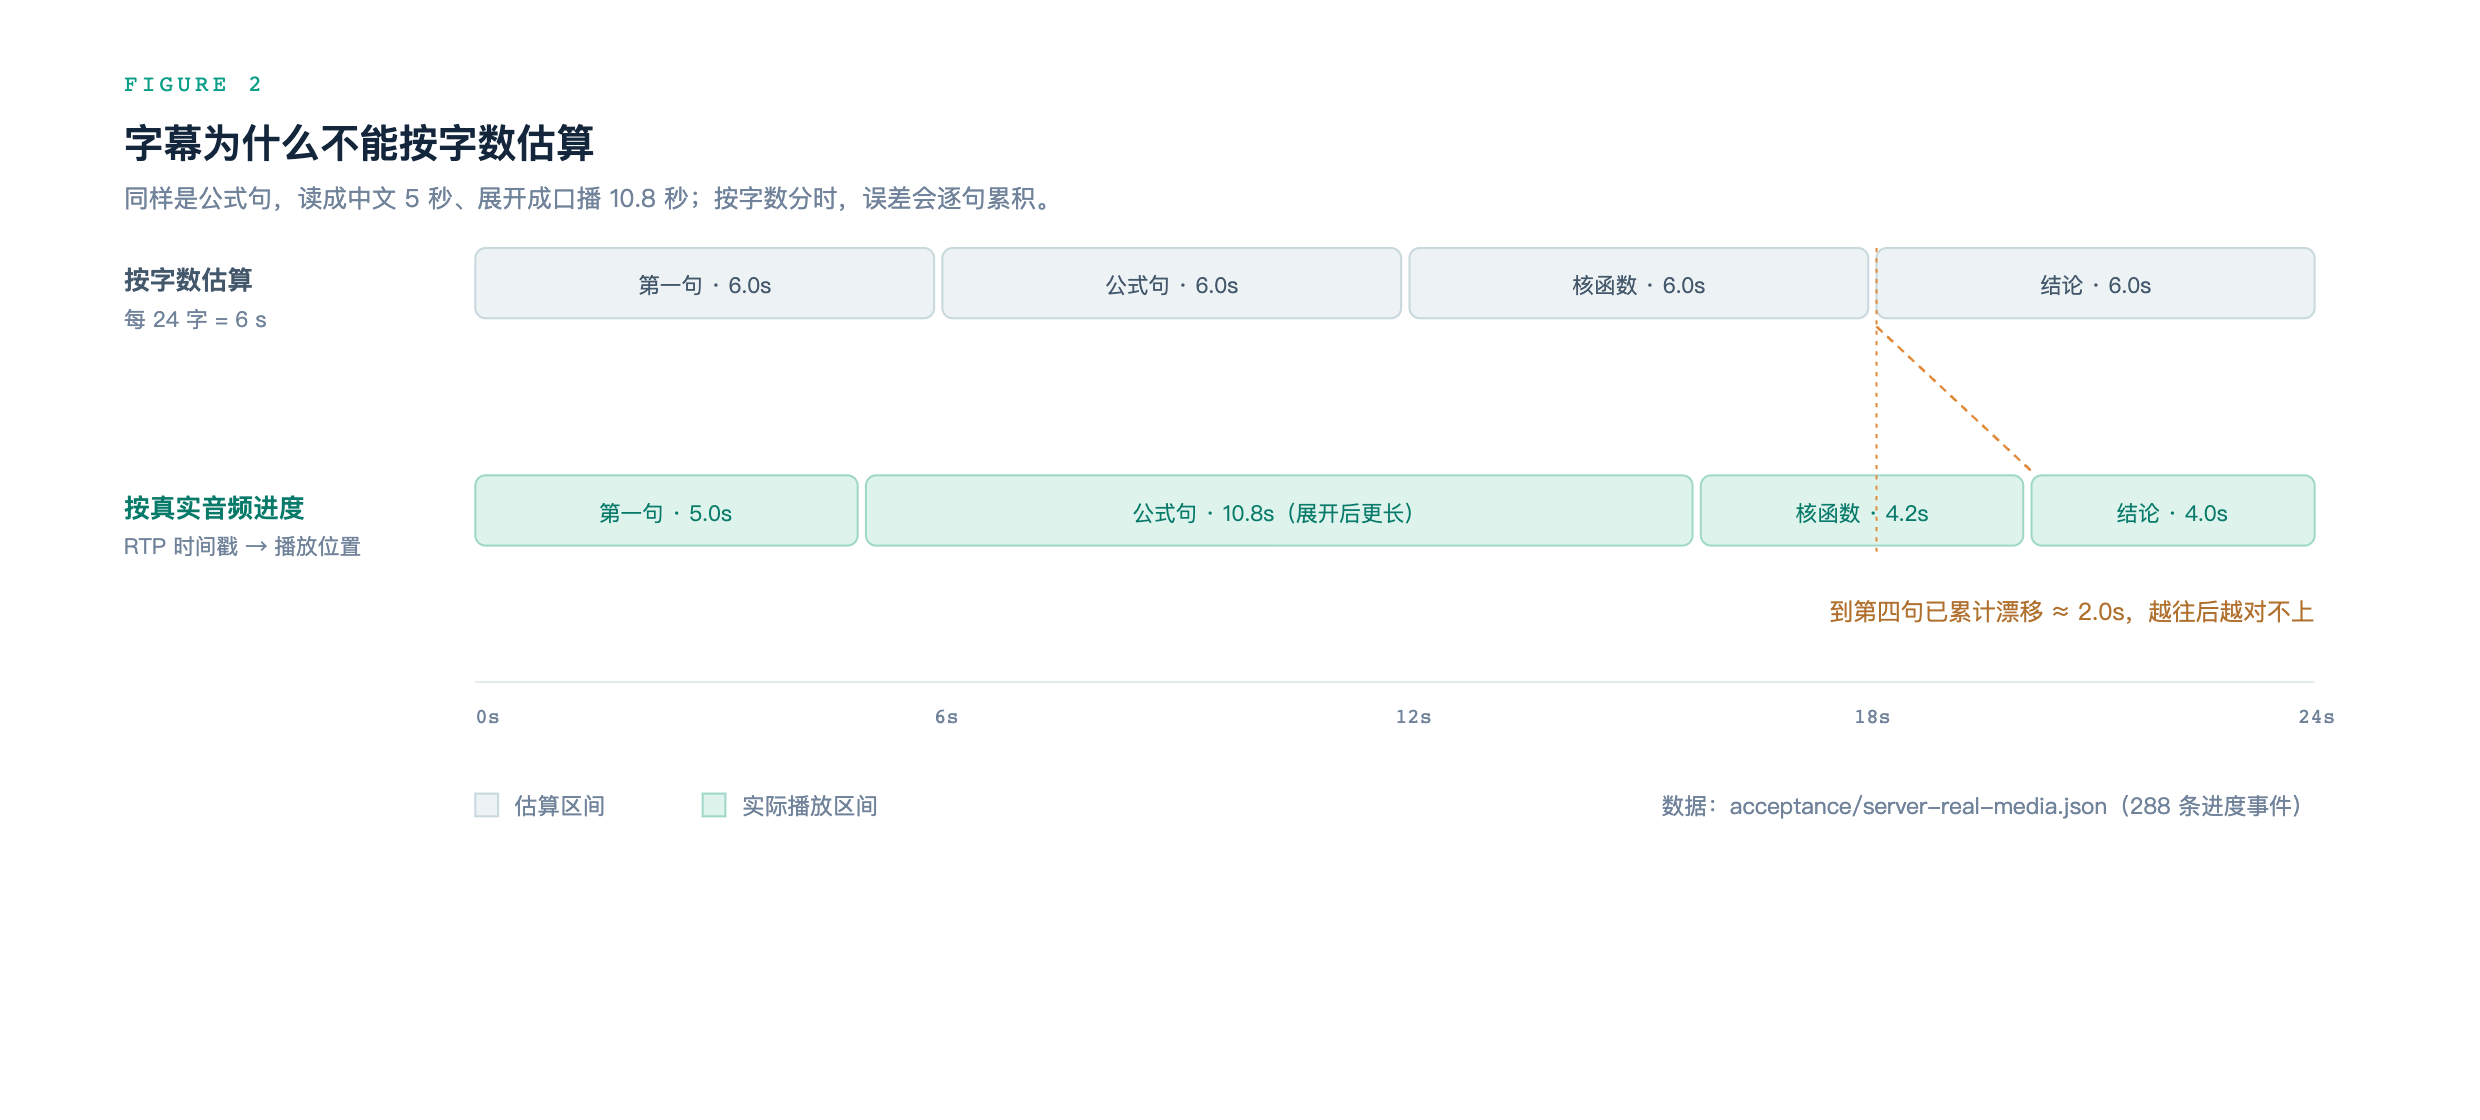 FIGURE 2
字幕为什么不能按字数估算
同样是公式句，读成中文 5 秒、展开成口播 10.8 秒；按字数分时，误差会逐句累积。
按字数估算
每 24 字 = 6 s
第一句 · 6.0s
公式句 · 6.0s
核函数 · 6.0s
结论 · 6.0s
按真实音频进度
RTP 时间戳 → 播放位置
第一句 · 5.0s
公式句 · 10.8s（展开后更长）
核函数 · 4.2s
结论 · 4.0s
到第四句已累计漂移 ≈ 2.0s，越往后越对不上
0s
6s
12s
18s
24s
估算区间
实际播放区间
数据：acceptance/server-real-media.json（288 条进度事件）